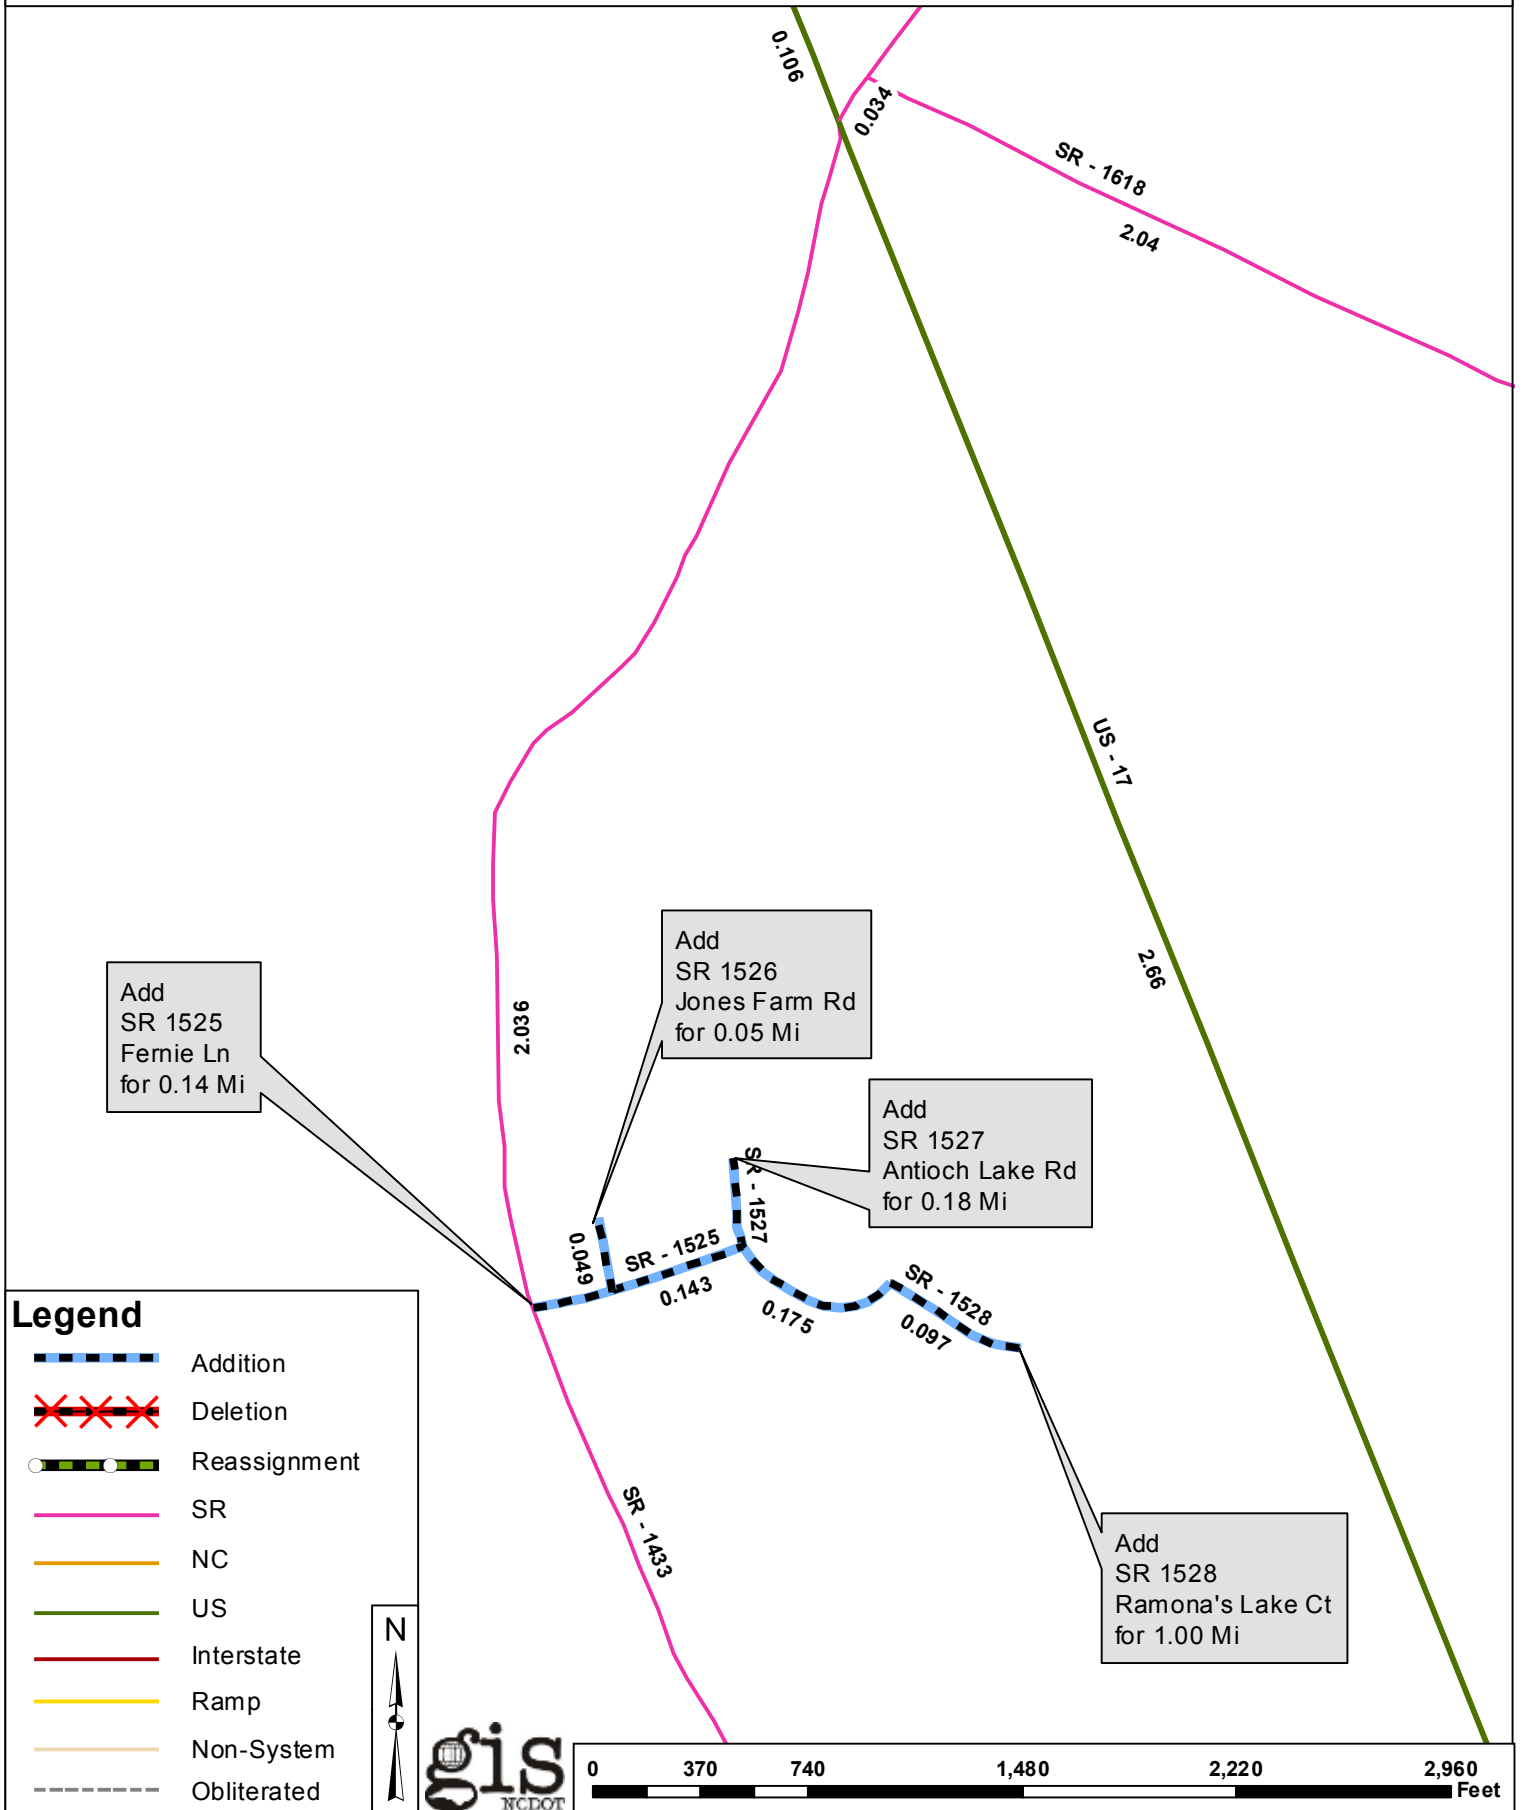 0.106
0.034
SR - 1618
2.04
US - 17
2.66
Add
SR 1526
Jones Farm Rd
for 0.05 Mi
Add
SR 1525
Fernie Ln
for 0.14 Mi
2.036
Add
SR 1527
Antioch Lake Rd
for 0.18 Mi
SR - 1527
0.049
SR - 1525
0.143
0.175
SR - 1528
0.097
SR - 1433
Add
SR 1528
Ramona's Lake Ct
for 1.00 Mi
Legend
Addition
Deletion
Reassignment
SR
NC
US
Interstate
Ramp
Non-System
Obliterated
N
gis
NCDOT
0 370 740 1,480 2,220 2,960
Feet